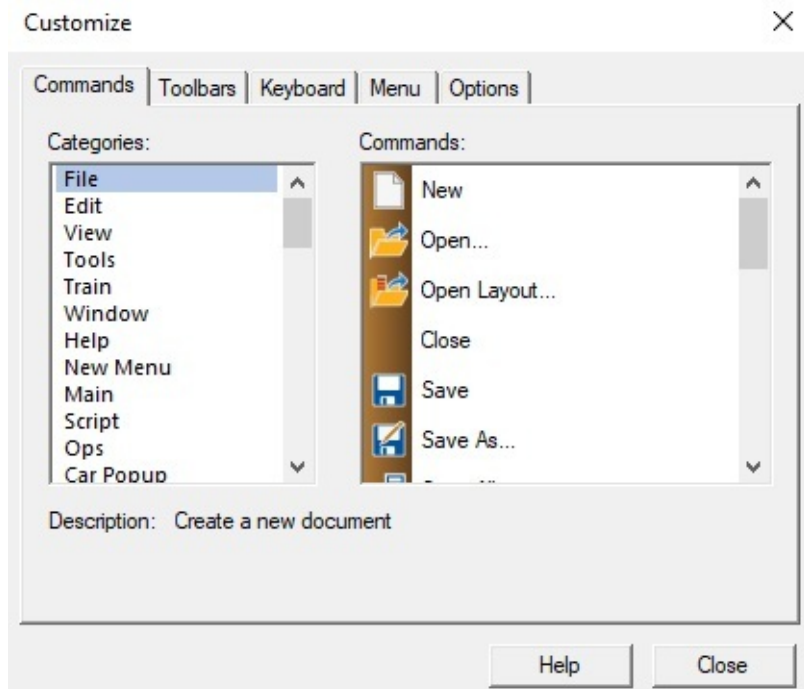 Customize
Commands
Toolbars
Keyboard
Menu
Options
Categories:
File
Edit
View
Tools
Train
Window
Help
New Menu
Main
Script
Ops
Car Popup
Commands:
New
Open...
Open Layout...
Close
Save
Save As...
Description: Create a new document
Help
Close